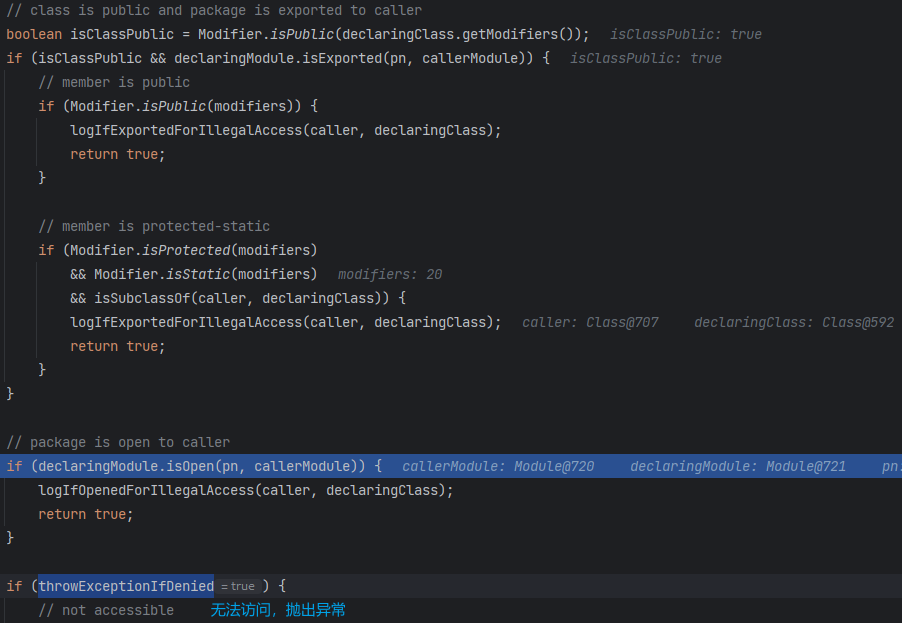 // class is public and package is exported to caller
boolean isClassPublic = Modifier.isPublic(declaringClass.getModifiers()); isClassPublic: true
if (isClassPublic && declaringModule.isExported(pn, callerModule)) { isClassPublic: true
// member is public
if (Modifier.isPublic(modifiers)) {
logIfExportedForIllegalAccess(caller, declaringClass);
return true;
}
// member is protected-static
if (Modifier.isProtected(modifiers)
&& Modifier.isStatic(modifiers) modifiers: 20
&& isSubclassOf(caller, declaringClass)) {
logIfExportedForIllegalAccess(caller, declaringClass); caller: Class@707 declaringClass: Class@592
return true;
}
}
// package is open to caller
if (declaringModule.isOpen(pn, callerModule)) { callerModule: Module@720 declaringModule: Module@721 pn:
logIfOpenedForIllegalAccess(caller, declaringClass);
return true;
}
if (throwExceptionIfDenied = true ) {
// not accessible 无法访问，抛出异常